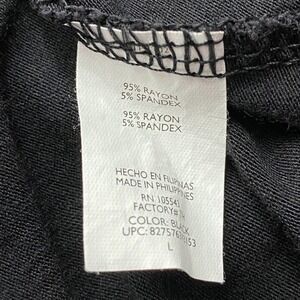 95% RAYON
5% SPANDEX
95% RAYON
5% SPANDEX
HECHO EN FILIPINAS
MADE IN PHILIPPINES
RN 105541
FACTORY#
COLOR: BLACK
UPC:
L